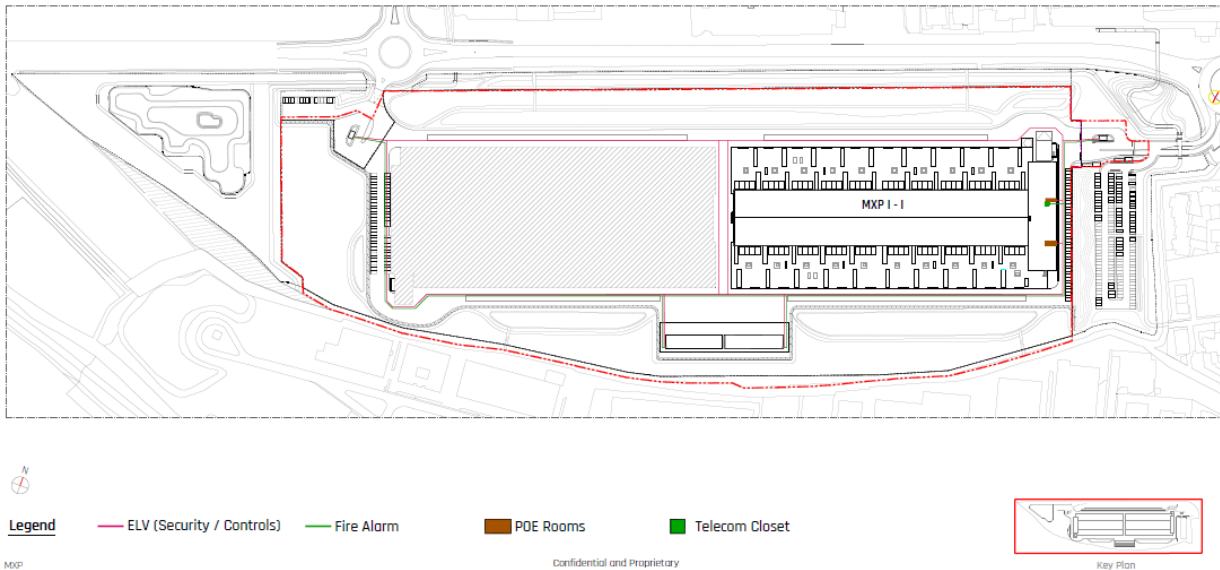 MXP I - I
N
Legend
ELV (Security / Controls)
Fire Alarm
POE Rooms
Telecom Closet
MXP
Confidential and Proprietary
Key Plan